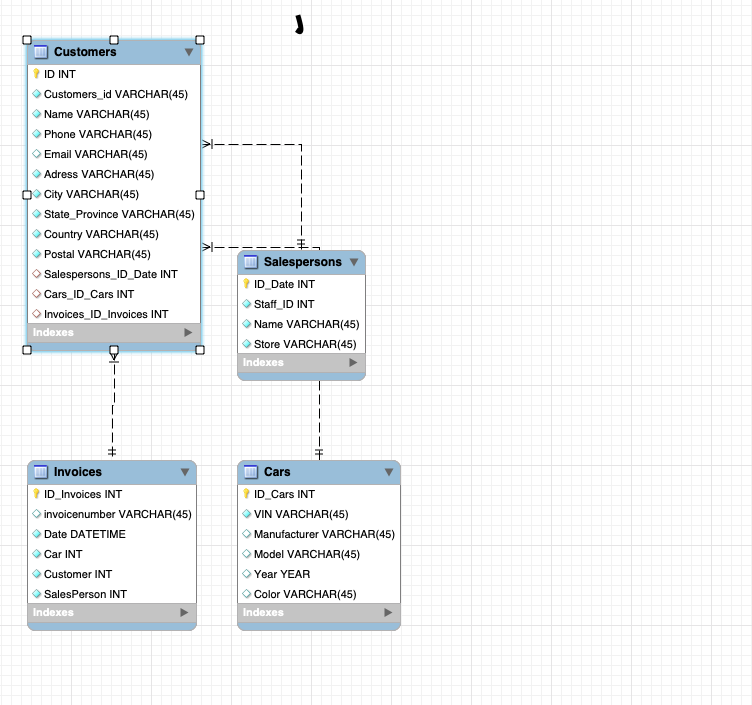 Customers
ID INT
Customers_id VARCHAR(45)
Name VARCHAR(45)
Phone VARCHAR(45)
Email VARCHAR(45)
Adress VARCHAR(45)
City VARCHAR(45)
State_Province VARCHAR(45)
Country VARCHAR(45)
Postal VARCHAR(45)
Salespersons_ID_Date INT
Cars_ID_Cars INT
Invoices_ID_Invoices INT
Indexes
Salespersons
ID_Date INT
Staff_ID INT
Name VARCHAR(45)
Store VARCHAR(45)
Indexes
Invoices
ID_Invoices INT
invoicenumber VARCHAR(45)
Date DATETIME
Car INT
Customer INT
SalesPerson INT
Indexes
Cars
ID_Cars INT
VIN VARCHAR(45)
Manufacturer VARCHAR(45)
Model VARCHAR(45)
Year YEAR
Color VARCHAR(45)
Indexes